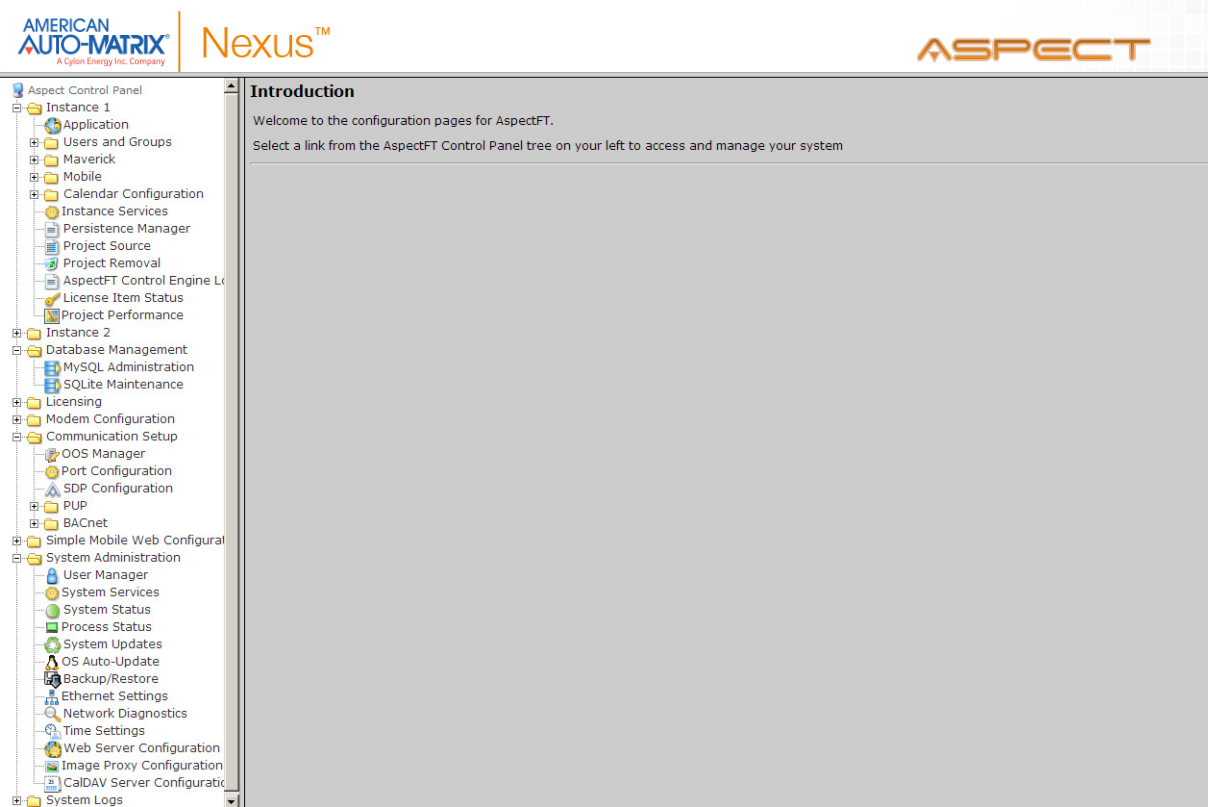 AMERICAN
AUTO-MATRIX®
A Cylon Energy Inc. Company
Nexus™
ASPECT
Aspect Control Panel
Instance 1
Application
Users and Groups
Maverick
Mobile
Calendar Configuration
Instance Services
Persistence Manager
Project Source
Project Removal
AspectFT Control Engine Lo
License Item Status
Project Performance
Instance 2
Database Management
MySQL Administration
SQLite Maintenance
Licensing
Modem Configuration
Communication Setup
OOS Manager
Port Configuration
SDP Configuration
PUP
BACnet
Simple Mobile Web Configurat
System Administration
User Manager
System Services
System Status
Process Status
System Updates
OS Auto-Update
Backup/Restore
Ethernet Settings
Network Diagnostics
Time Settings
Web Server Configuration
Image Proxy Configuration
CalDAV Server Configuratio
System Logs
Introduction
Welcome to the configuration pages for AspectFT.
Select a link from the AspectFT Control Panel tree on your left to access and manage your system